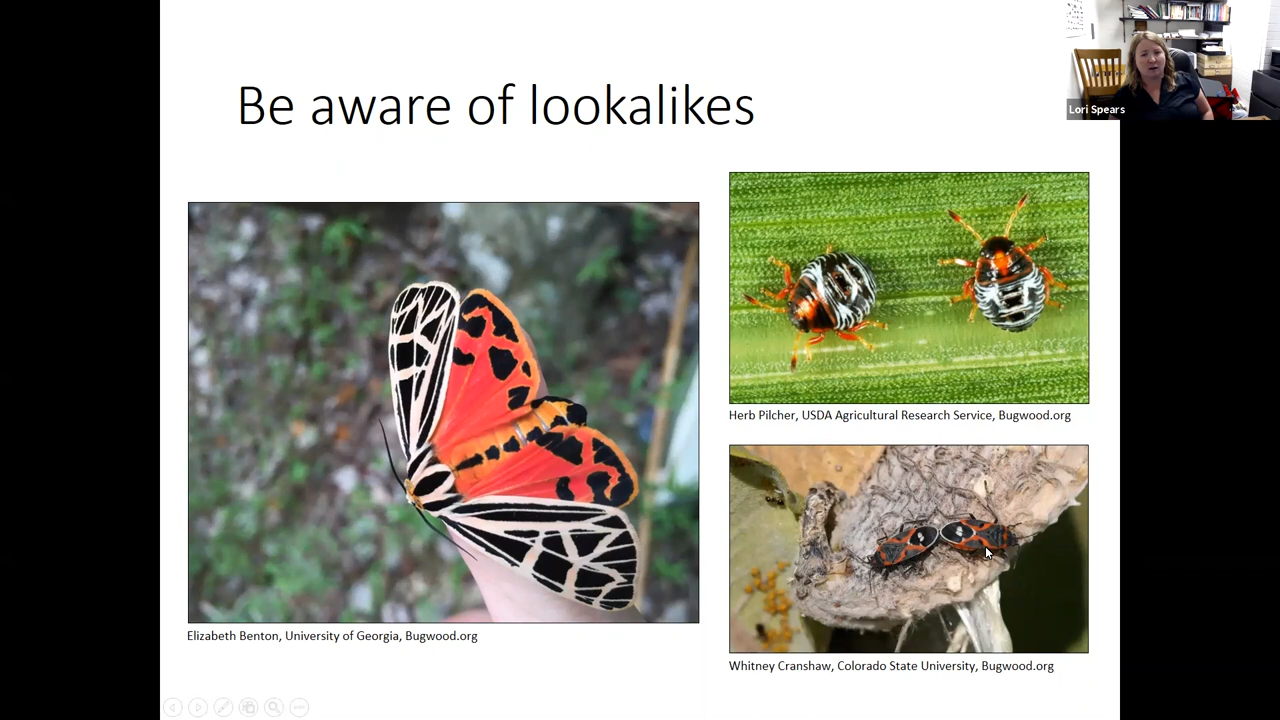 Be aware of lookalikes
Lori Spears
Herb Pilcher, USDA Agricultural Research Service, Bugwood.org
Elizabeth Benton, University of Georgia, Bugwood.org
Whitney Cranshaw, Colorado State University, Bugwood.org